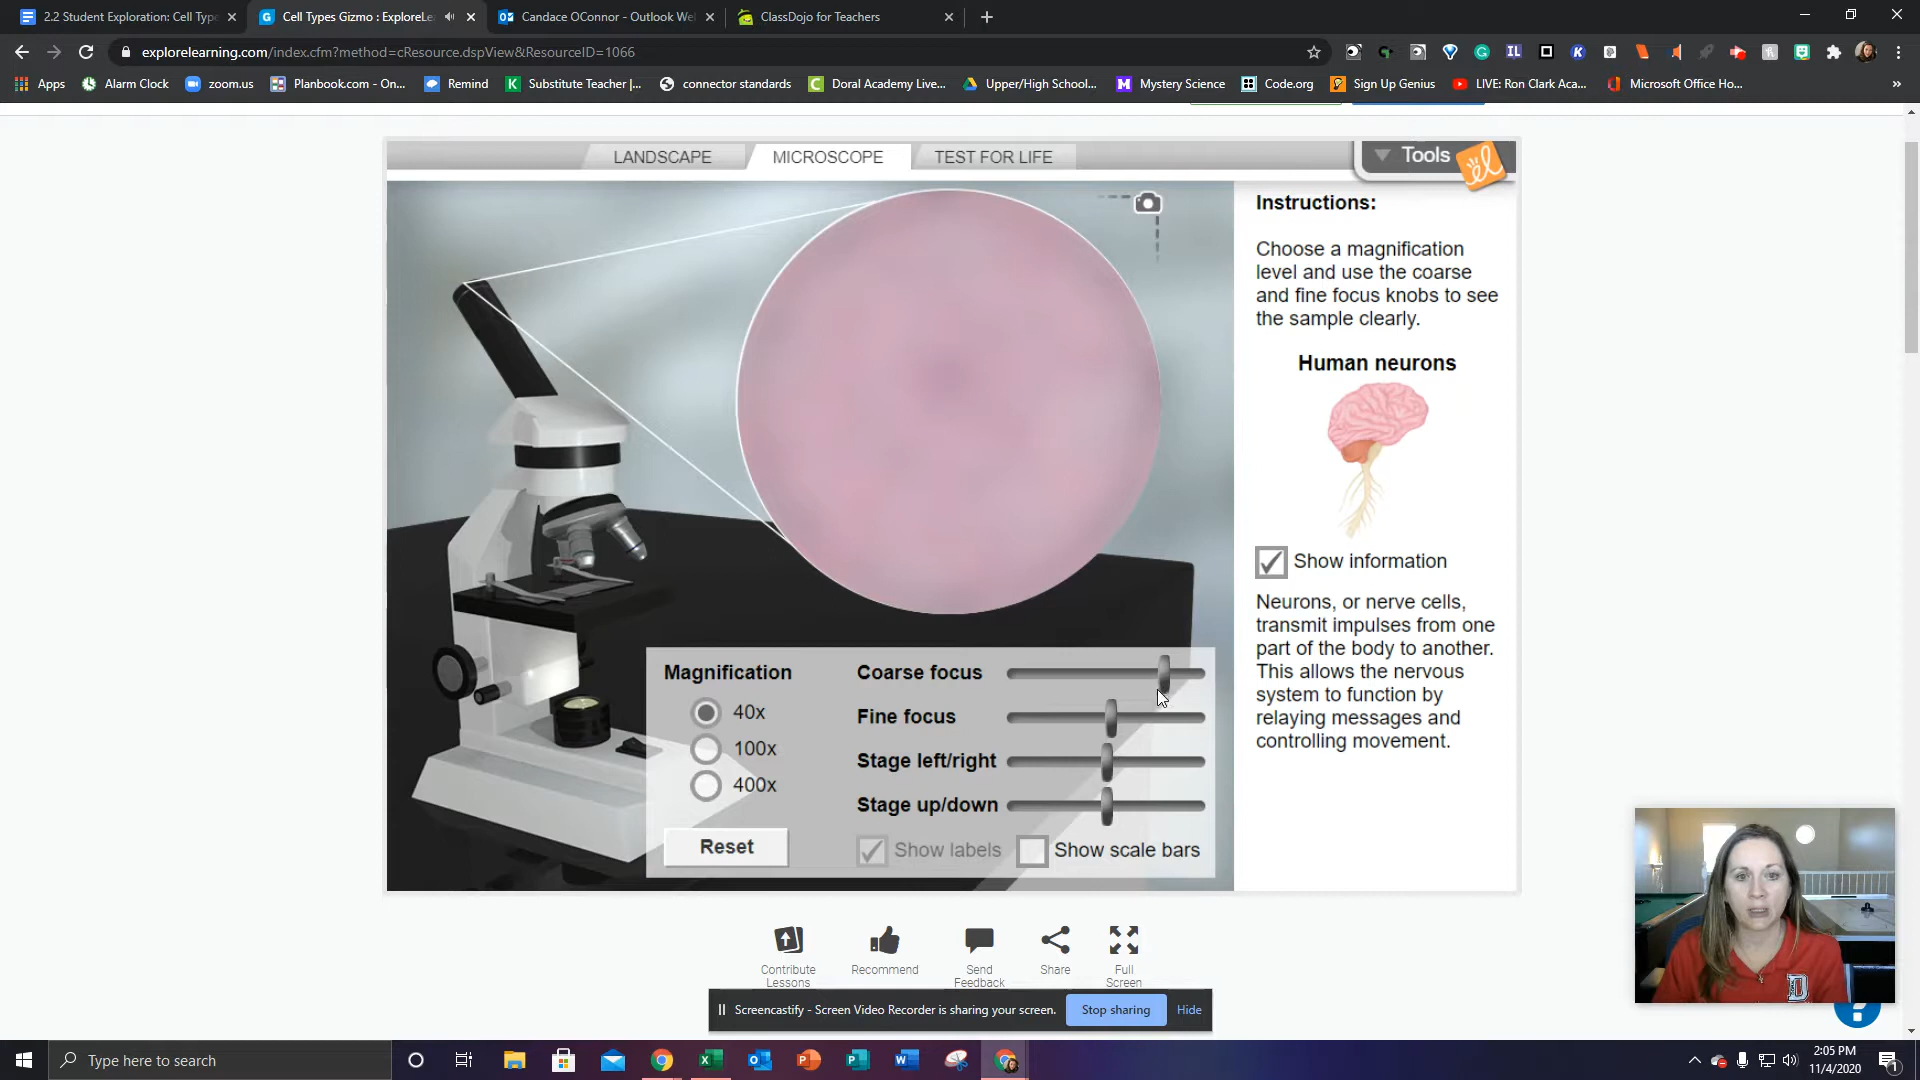 2.2 Student Exploration: Cell Type
Cell Types Gizmo : ExploreLea
Candace OConnor - Outlook We
ClassDojo for Teachers
explorelearning.com/index.cfm?method=cResource.dspView&ResourceID=1066
Apps
Alarm Clock
zoom.us
Planbook.com - On...
Remind
Substitute Teacher |...
connector standards
Doral Academy Live...
Upper/High School...
Mystery Science
Code.org
Sign Up Genius
LIVE: Ron Clark Aca...
Microsoft Office Ho...
LANDSCAPE
MICROSCOPE
TEST FOR LIFE
Tools
Instructions:
Choose a magnification
level and use the coarse
and fine focus knobs to see
the sample clearly.
Human neurons
Show information
Neurons, or nerve cells,
transmit impulses from one
part of the body to another.
This allows the nervous
system to function by
relaying messages and
controlling movement.
Magnification
40x
100x
400x
Reset
Coarse focus
Fine focus
Stage left/right
Stage up/down
Show labels
Show scale bars
Contribute
Lessons
Recommend
Send
Feedback
Share
Full
Screen
Screencastify - Screen Video Recorder is sharing your screen.
Stop sharing
Hide
Type here to search
2:05 PM
11/4/2020